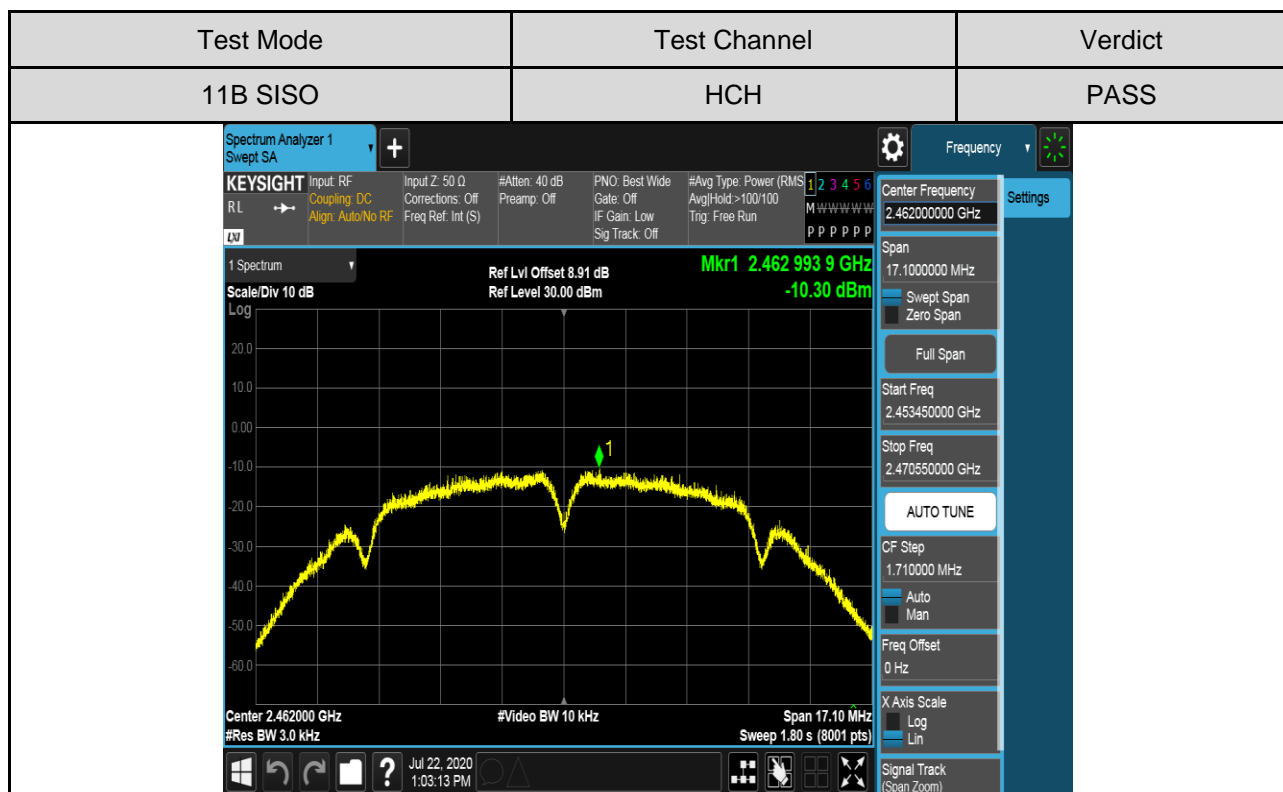 Test Mode Test Channel Verdict
11B SISO HCH PASS
Spectrum Analyzer 1
Swept SA
Frequency
KEYSIGHT
RL
LXI
Input: RF
Coupling: DC
Align: Auto/No RF
Input Z: 50 Ω
Corrections: Off
Freq Ref: Int (S)
#Atten: 40 dB
Preamp: Off
PNO: Best Wide
Gate: Off
IF Gain: Low
Sig Track: Off
#Avg Type: Power (RMS
Avg|Hold:>100/100
Trig: Free Run
1 2 3 4 5 6
M W W W W W
P P P P P P
1 Spectrum
Scale/Div 10 dB
Log
Ref Lvl Offset 8.91 dB
Ref Level 30.00 dBm
Mkr1 2.462 993 9 GHz
-10.30 dBm
20.0
10.0
0.00
-10.0
-20.0
-30.0
-40.0
-50.0
-60.0
1
Center 2.462000 GHz
#Res BW 3.0 kHz
#Video BW 10 kHz
Span 17.10 MHz
Sweep 1.80 s (8001 pts)
Jul 22, 2020
1:03:13 PM
?
Center Frequency
2.462000000 GHz
Span
17.1000000 MHz
Swept Span
Zero Span
Full Span
Start Freq
2.453450000 GHz
Stop Freq
2.470550000 GHz
AUTO TUNE
CF Step
1.710000 MHz
Auto
Man
Freq Offset
0 Hz
X Axis Scale
Log
Lin
Signal Track
(Span Zoom)
Settings